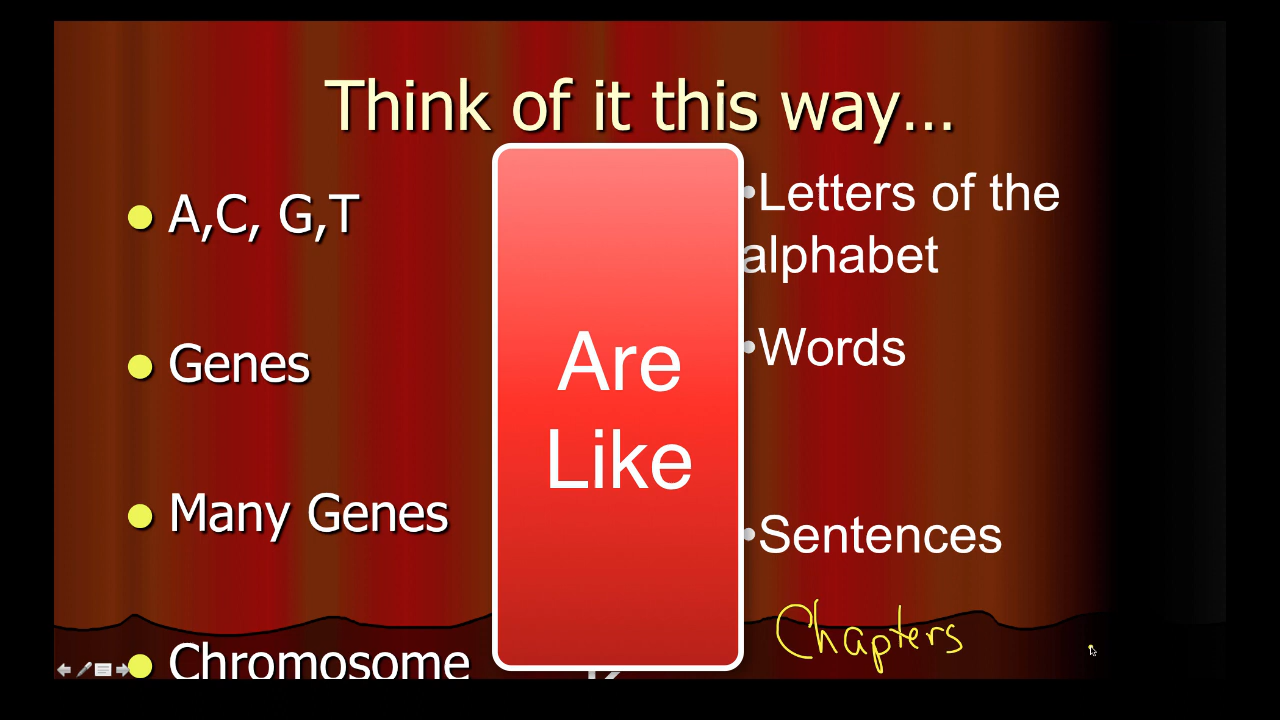 Think of it this way...
● A,C, G,T
● Genes
● Many Genes
● Chromosome
Are
Like
•Letters of the
alphabet
•Words
•Sentences
Chapters